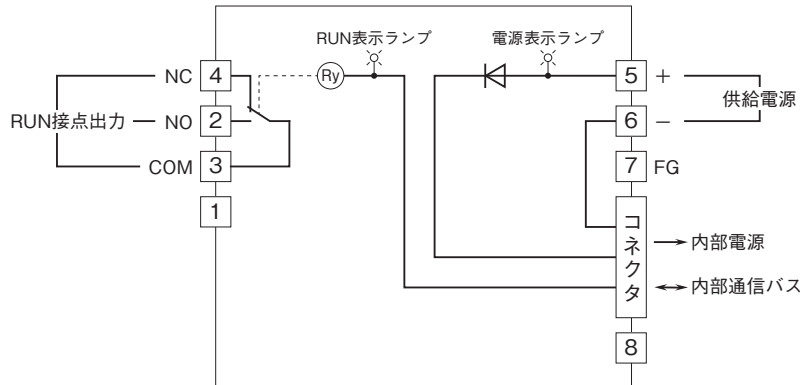 RUN表示ランプ
電源表示ランプ
NC 4
Ry
5 +
RUN接点出力
NO 2
6 −
供給電源
COM 3
7 FG
1
コネクタ
内部電源
内部通信バス
8